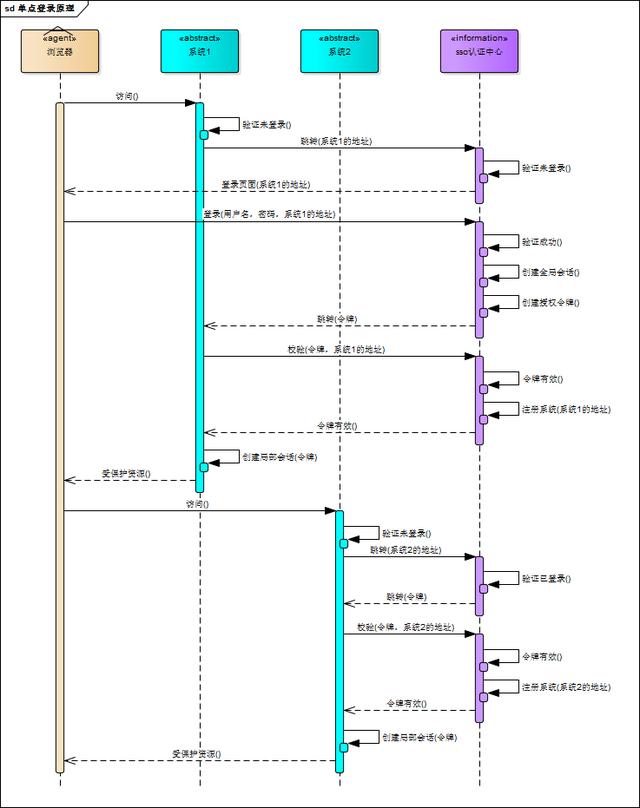 sd 单点登录原理
«agent»
浏览器
«abstract»
系统1
«abstract»
系统2
«information»
sso认证中心
访问()
验证未登录()
跳转(系统1的地址)
验证未登录()
登录页面(系统1的地址)
登录(用户名，密码，系统1的地址)
验证成功()
创建全局会话()
创建授权令牌()
跳转(令牌)
校验(令牌，系统1的地址)
令牌有效()
注册系统(系统1的地址)
令牌有效()
创建局部会话(令牌)
受保护资源()
访问()
验证未登录()
跳转(系统2的地址)
验证已登录()
跳转(令牌)
校验(令牌，系统2的地址)
令牌有效()
注册系统(系统2的地址)
令牌有效()
创建局部会话(令牌)
受保护资源()